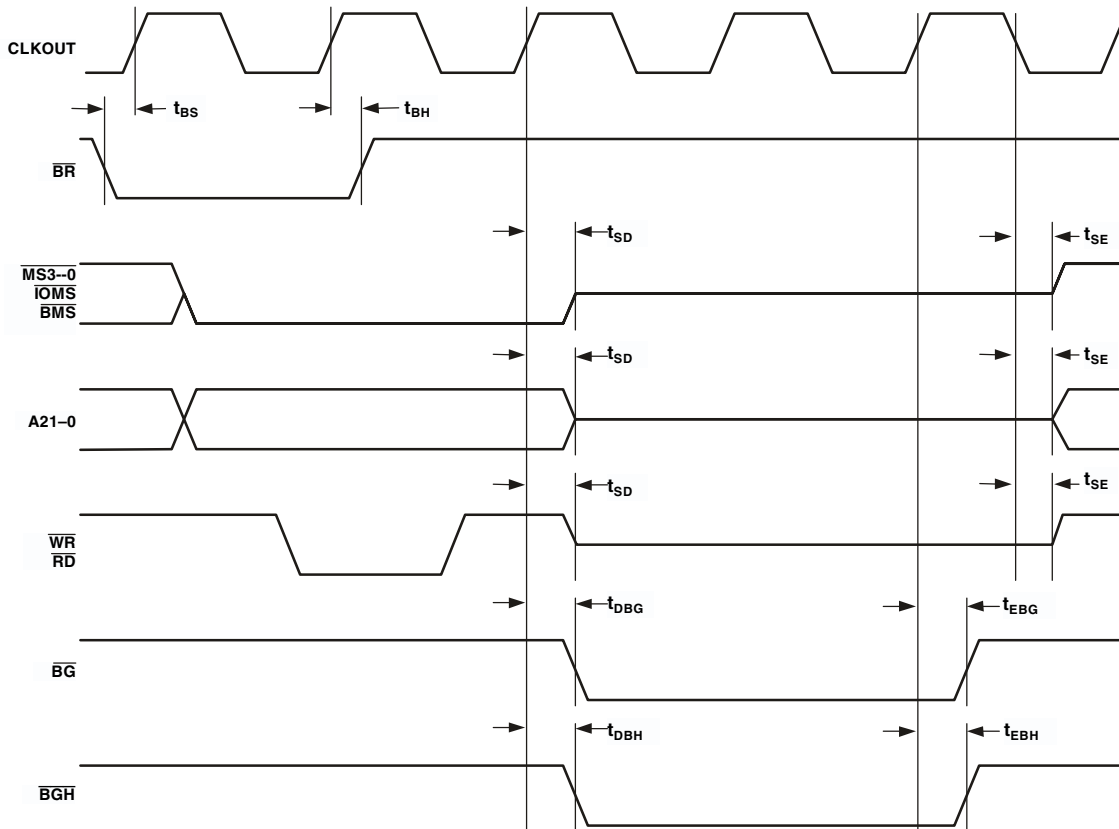 CLKOUT
tBS
tBH
BR
tSD
tSE
MS3--0
IOMS
BMS
tSD
tSE
A21–0
tSD
tSE
WR
RD
tDBG
tEBG
BG
tDBH
tEBH
BGH